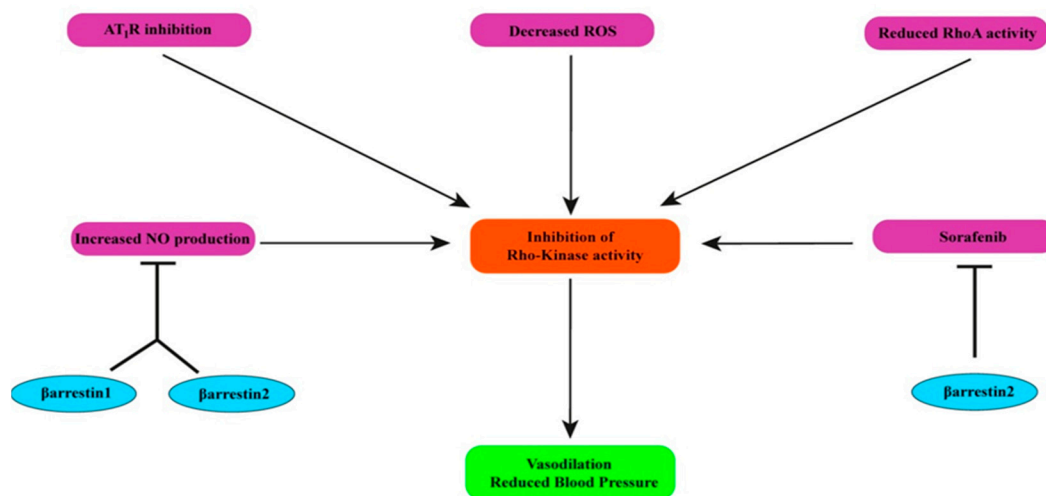 AT₁R inhibition
Decreased ROS
Reduced RhoA activity
Increased NO production
Inhibition of
Rho-Kinase activity
Sorafenib
βarrestin1
βarrestin2
βarrestin2
Vasodilation
Reduced Blood Pressure